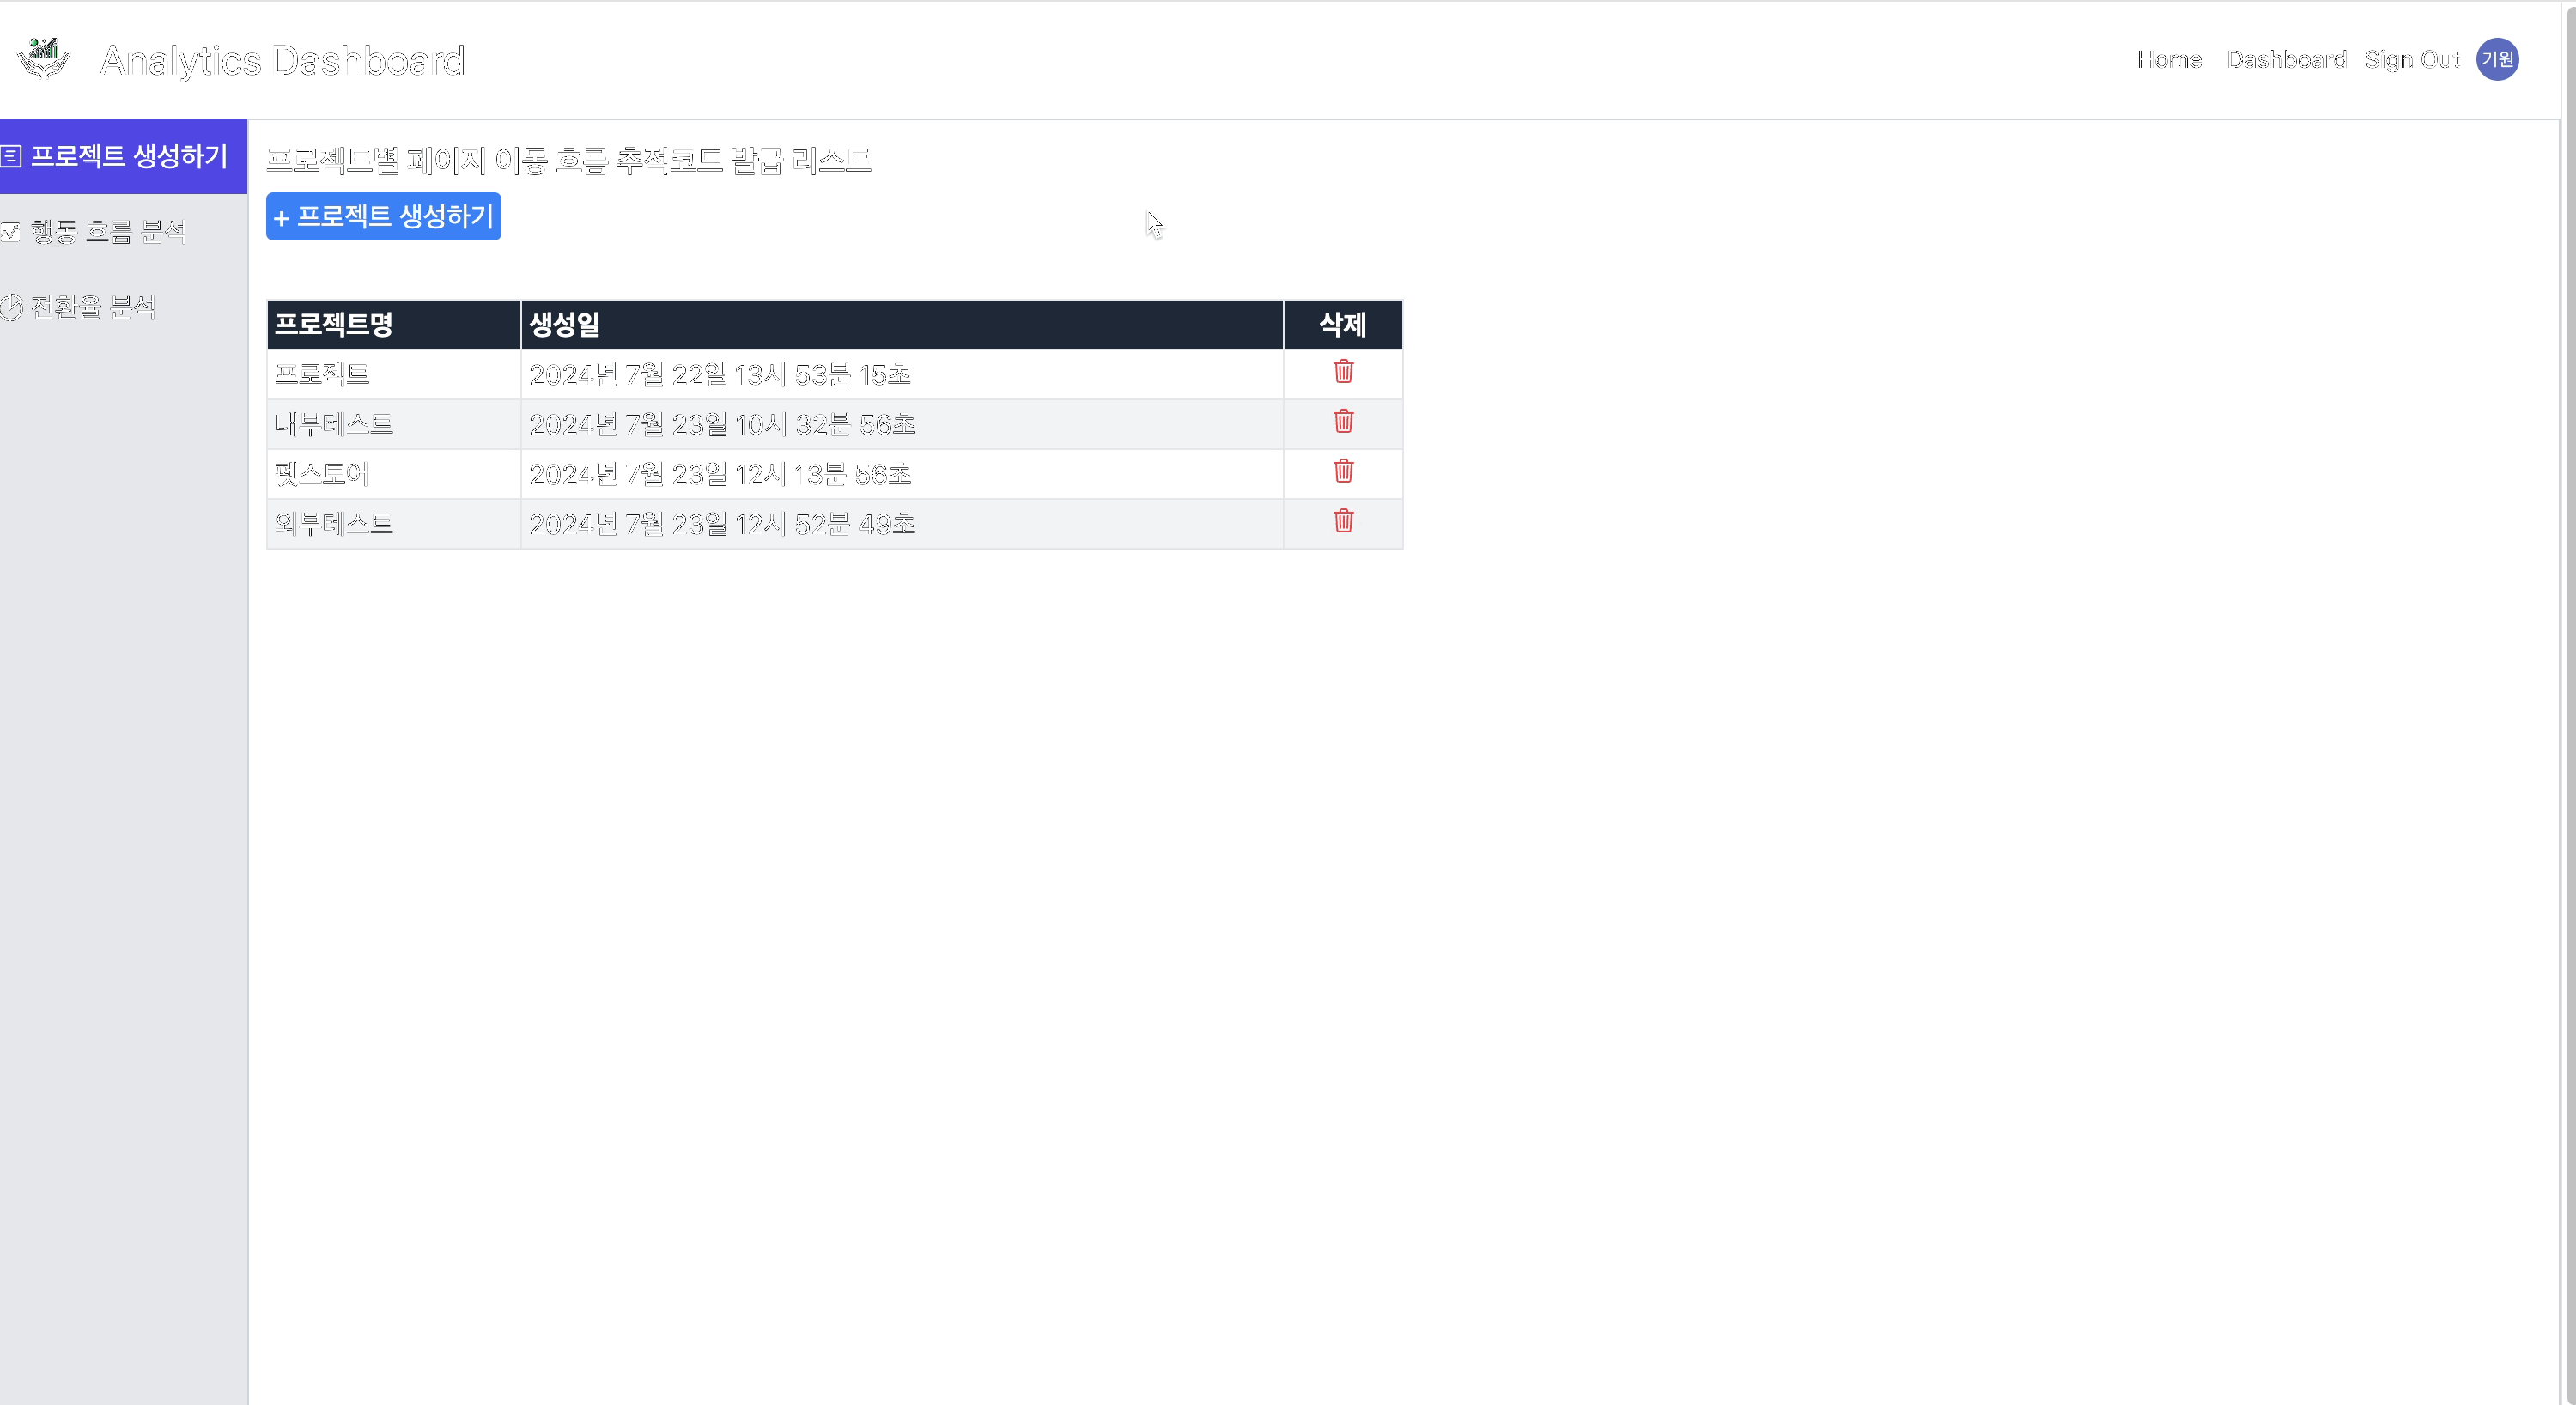 Analytics Dashboard
Home Dashboard Sign Out 기원
프로젝트 생성하기
행동 흐름 분석
전환율 분석
프로젝트별 페이지 이동 흐름 추적코드 발급 리스트
+ 프로젝트 생성하기
프로젝트명 생성일 삭제
프로젝트 2024년 7월 22일 13시 53분 15초
내부테스트 2024년 7월 23일 10시 32분 56초
펫스토어 2024년 7월 23일 12시 13분 56초
외부테스트 2024년 7월 23일 12시 52분 49초